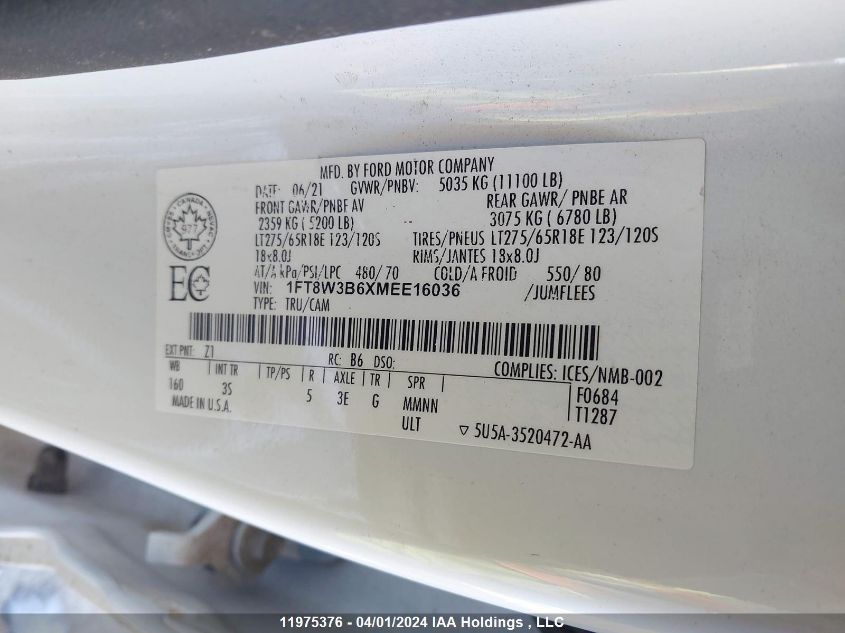 MFD. BY FORD MOTOR COMPANY
DATE: 06/21 GVWR/PNBV: 5035 KG (11100 LB)
FRONT GAWR/PNBF AV REAR GAWR/ PNBE AR
2359 KG ( 5200 LB) 3075 KG ( 6780 LB)
LT275/65R18E 123/120S TIRES/PNEUS LT275/65R18E 123/120S
18x8.0J RIMS/JANTES 18x8.0J
AT/A kPa/PSI/LPC 480/ 70 COLD/A FROID 550/ 80
VIN: 1FT8W3B6XMEE16036 /JUMFLEES
TYPE: TRU/CAM
CANADA
977
EC
EXT PNT: Z1 RC: B6 DSO: COMPLIES: ICES/NMB-002
WB INT TR TP/PS R AXLE TR SPR F0684
160 3S 5 3E G MMNN T1287
MADE IN U.S.A. ULT 5U5A-3520472-AA
11975376 - 04/01/2024 IAA Holdings , LLC